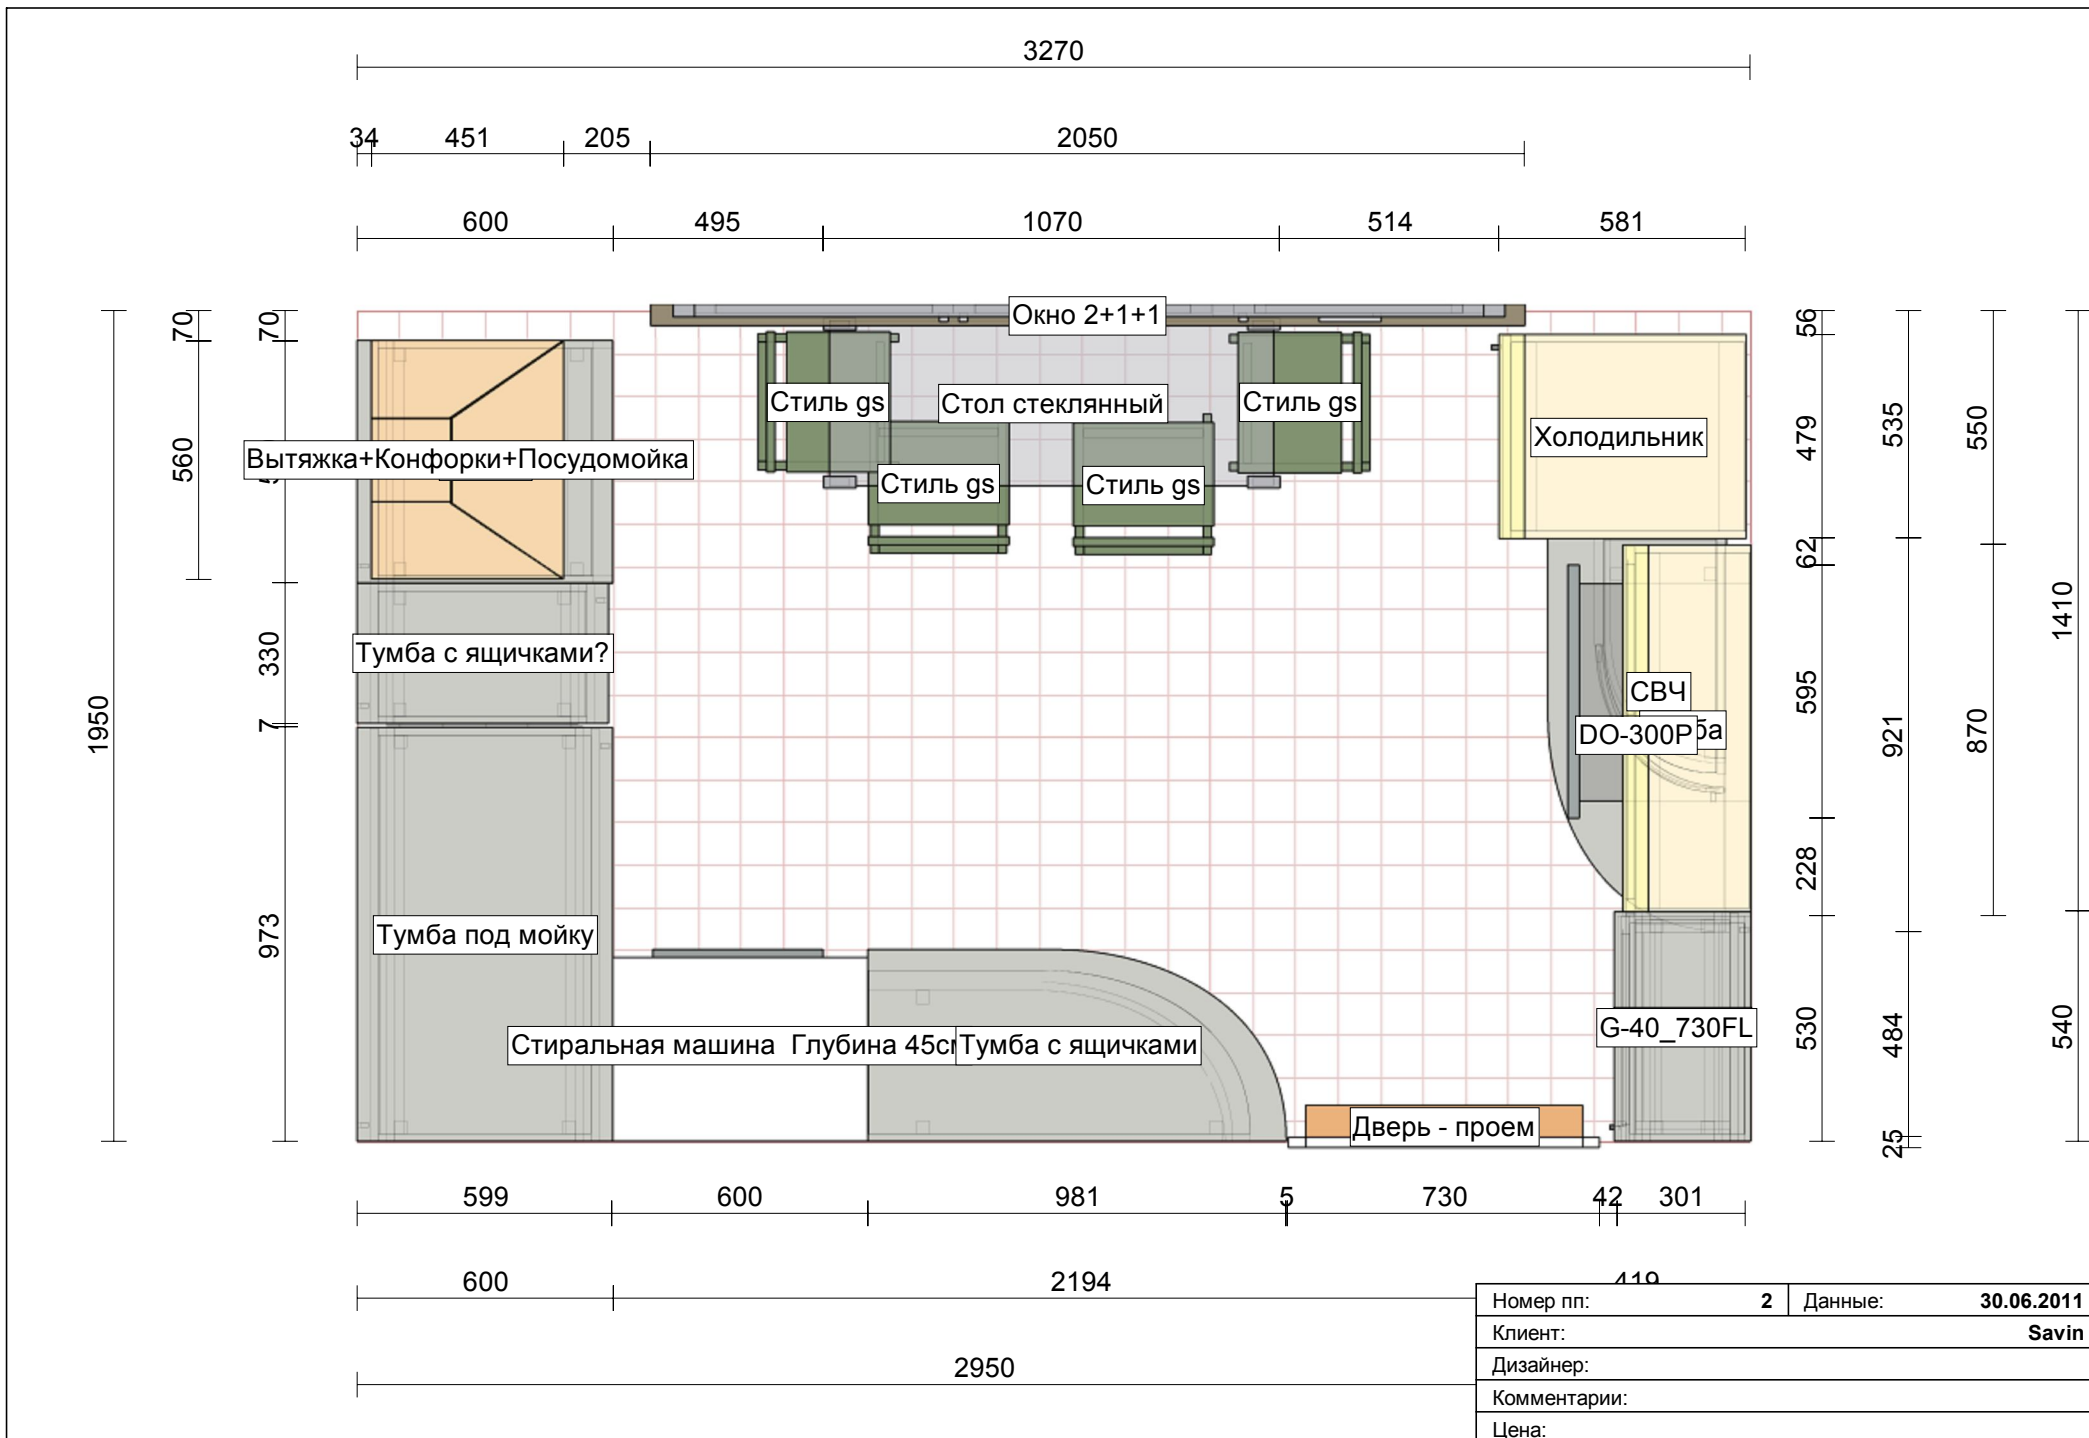 3270
34 451 205 2050
600 495 1070 514 581
70
70
56
Окно 2+1+1
Стиль gs
Стол стеклянный
Стиль gs
Холодильник
479
535
550
560
Вытяжка+Конфорки+Посудомойка
Стиль gs
Стиль gs
62
1410
330
Тумба с ящичками?
595
СВЧ
DO-300P ба
921
870
1950
7
228
973
Тумба под мойку
Стиральная машина Глубина 45с
Тумба с ящичками
G-40_730FL
530
484
540
Дверь - проем
25
599 600 981 5 730 42 301
600 2194 419
2950
Номер пп: 2 Данные: 30.06.2011
Клиент: Savin
Дизайнер:
Комментарии:
Цена: